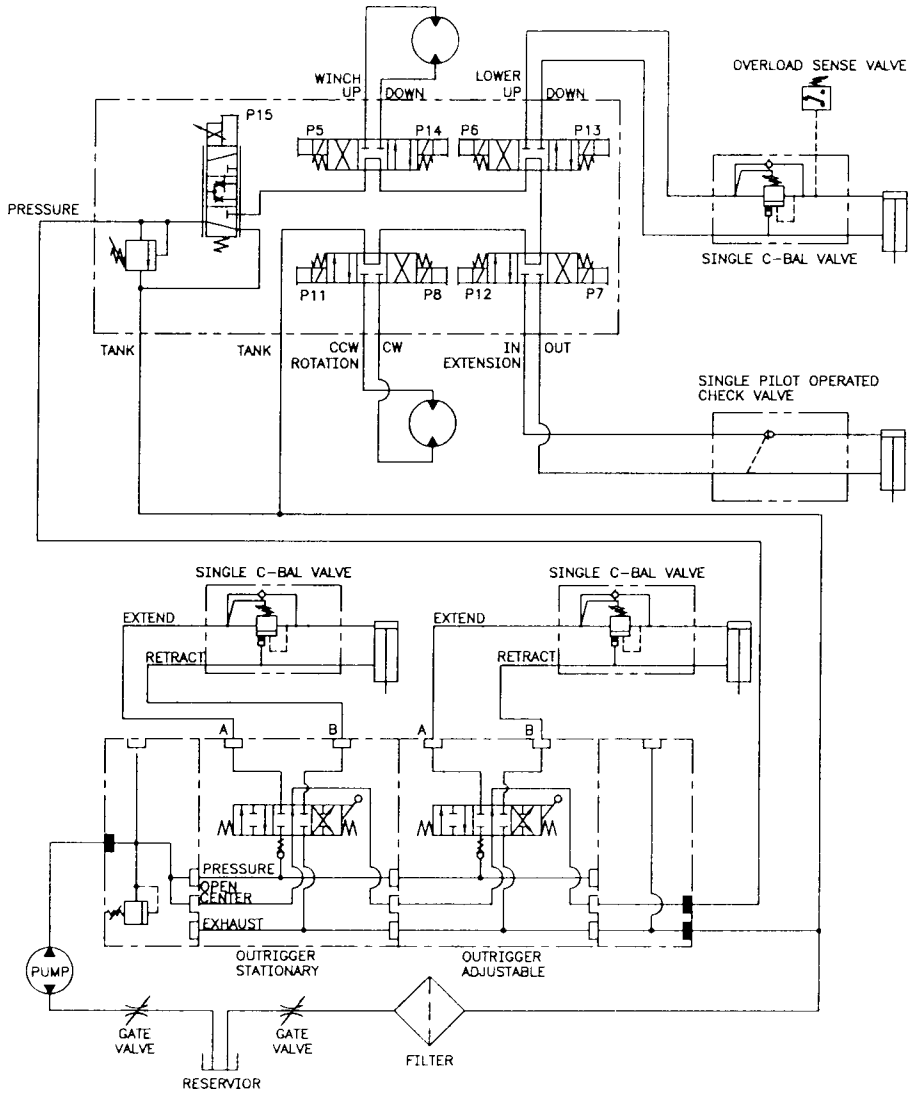 WINCH
UP DOWN
LOWER
UP DOWN
OVERLOAD SENSE VALVE
P15
P5 P14 P6 P13
PRESSURE
SINGLE C-BAL VALVE
P11 P8 P12 P7
TANK TANK CCW CW IN OUT
ROTATION EXTENSION
SINGLE PILOT OPERATED
CHECK VALVE
SINGLE C-BAL VALVE SINGLE C-BAL VALVE
EXTEND EXTEND
RETRACT RETRACT
A B A B
PRESSURE
OPEN
CENTER
EXHAUST
OUTRIGGER
STATIONARY
OUTRIGGER
ADJUSTABLE
PUMP
GATE
VALVE
GATE
VALVE
FILTER
RESERVIOR